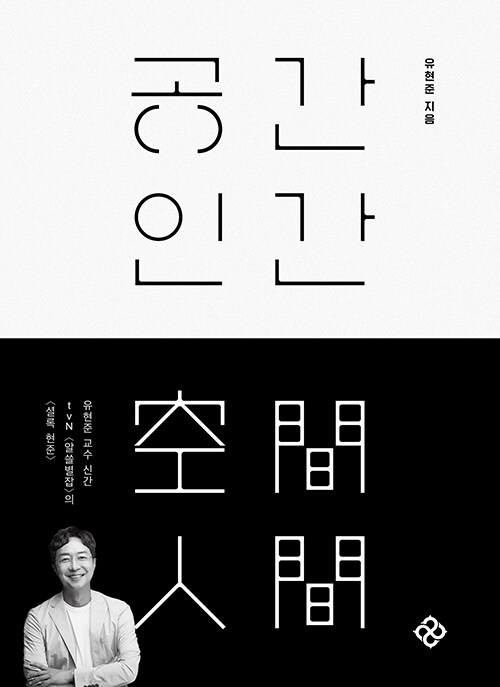 공간
인간
유현준 지음
空間
人間
유현준 교수 신간
tvN 〈알쓸별잡〉의
〈셜록 현준〉